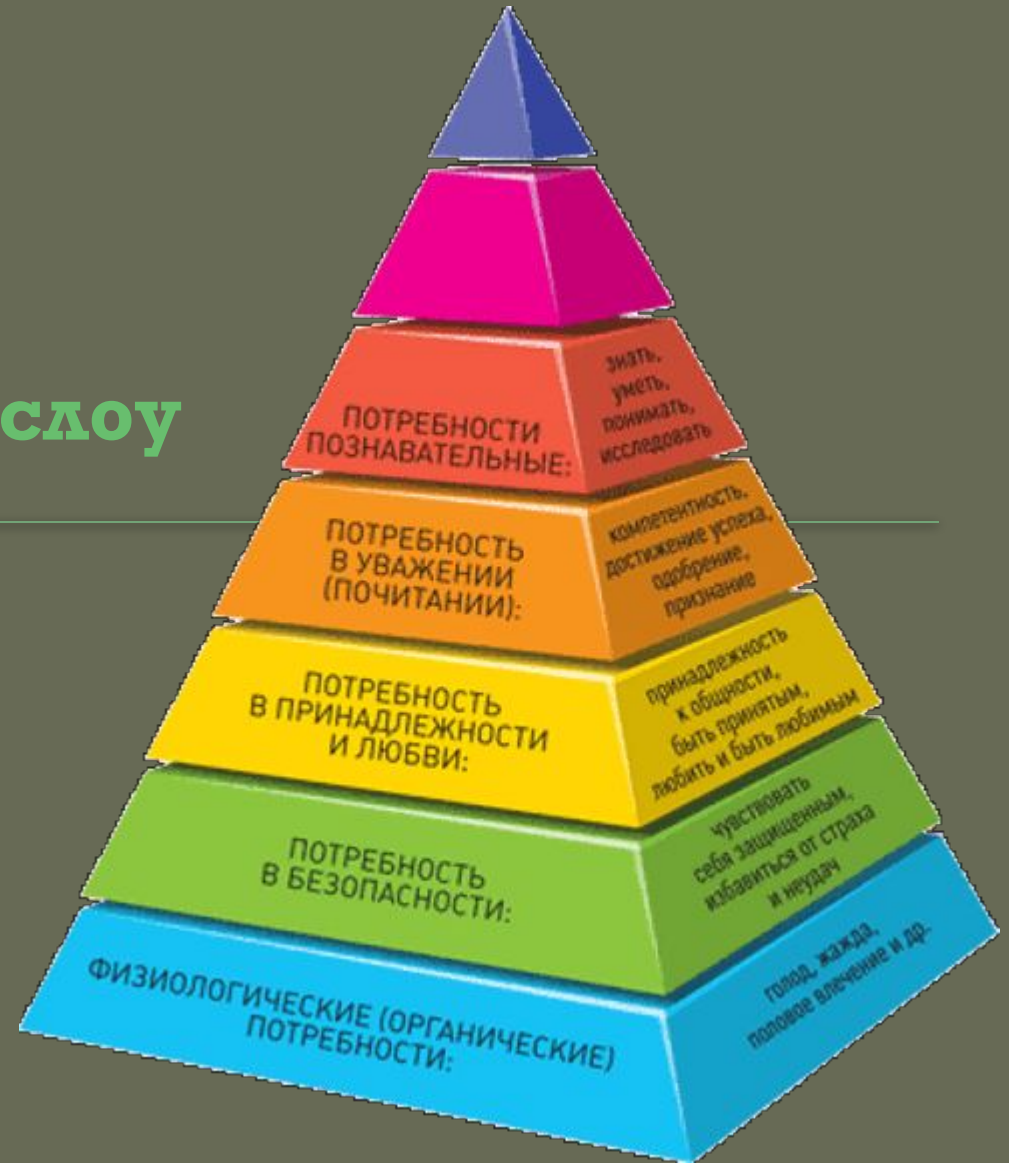 слоу
ПОТРЕБНОСТИ
ПОЗНАВАТЕЛЬНЫЕ:
знать,
уметь,
понимать,
исследовать
ПОТРЕБНОСТЬ
В УВАЖЕНИИ
(ПОЧИТАНИИ):
компетентность,
достижение успеха,
одобрение,
признание
ПОТРЕБНОСТЬ
В ПРИНАДЛЕЖНОСТИ
И ЛЮБВИ:
принадлежность
к общности,
быть принятым,
любить и быть любимым
ПОТРЕБНОСТЬ
В БЕЗОПАСНОСТИ:
чувствовать
себя защищенным,
избавиться от страха
и неудач
ФИЗИОЛОГИЧЕСКИЕ (ОРГАНИЧЕСКИЕ)
ПОТРЕБНОСТИ:
голод, жажда,
половое влечение и др.